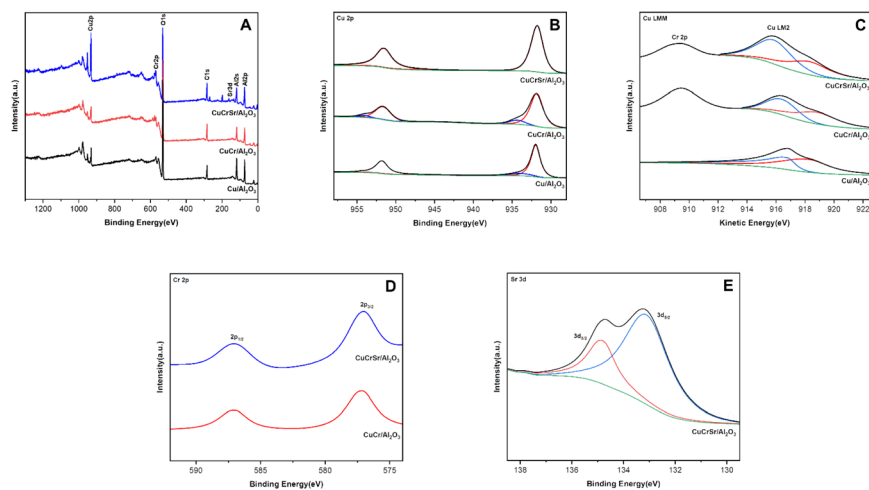 A
Cu2p
O1s
Cr2p
C1s
Sr3d
Al2s
Al2p
CuCrSr/Al₂O₃
CuCr/Al₂O₃
Cu/Al₂O₃
Intensity(a.u.)
1200 1000 800 600 400 200 0
Binding Energy(eV)
Cu 2p
B
CuCrSr/Al₂O₃
CuCr/Al₂O₃
Cu/Al₂O₃
Intensity(a.u.)
955 950 945 940 935 930
Binding Energy(eV)
Cu LMM
C
Cr 2p
Cu LM2
CuCrSr/Al₂O₃
CuCr/Al₂O₃
Cu/Al₂O₃
Intensity(a.u.)
908 910 912 914 916 918 920 922
Kinetic Energy(eV)
Cr 2p
D
2p₃/₂
2p₁/₂
CuCrSr/Al₂O₃
CuCr/Al₂O₃
Intensity(a.u.)
590 585 580 575
Binding Energy(eV)
Sr 3d
E
3d₅/₂
3d₃/₂
CuCrSr/Al₂O₃
Intensity(a.u.)
138 136 134 132 130
Binding Energy(eV)